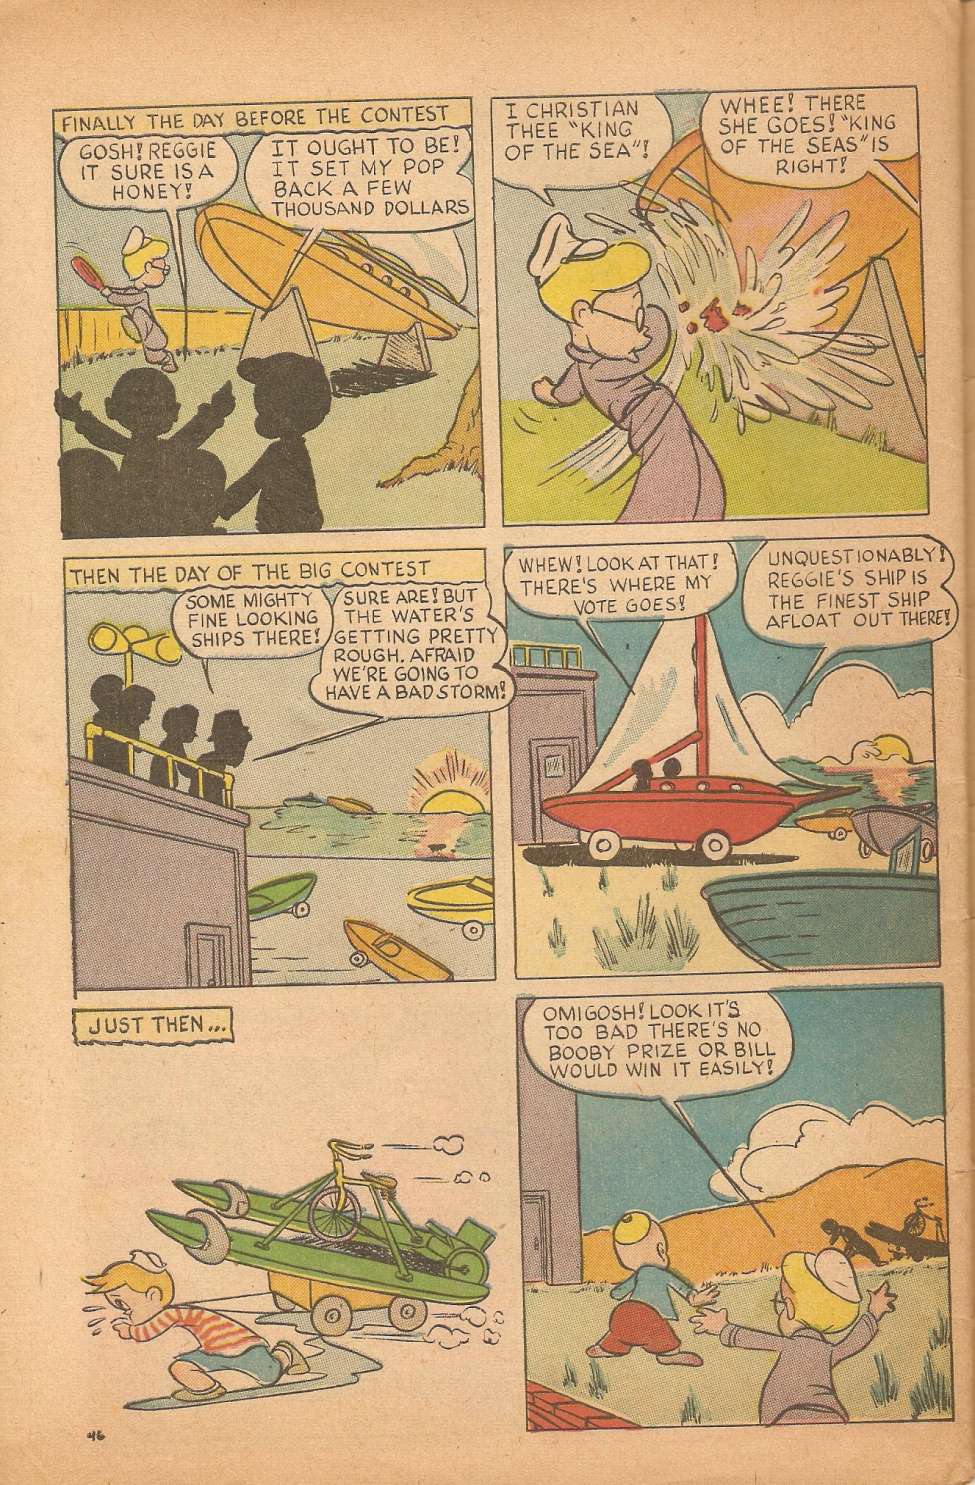 FINALLY THE DAY BEFORE THE CONTEST
GOSH! REGGIE
IT SURE IS A
HONEY!
IT OUGHT TO BE!
IT SET MY POP
BACK A FEW
THOUSAND DOLLARS
I CHRISTIAN
THEE "KING
OF THE SEA"!
WHEE! THERE
SHE GOES! "KING
OF THE SEAS" IS
RIGHT!
THEN THE DAY OF THE BIG CONTEST
SOME MIGHTY
FINE LOOKING
SHIPS THERE!
SURE ARE! BUT
THE WATER'S
GETTING PRETTY
ROUGH. AFRAID
WE'RE GOING TO
HAVE A BAD STORM!
WHEW! LOOK AT THAT!
THERE'S WHERE MY
VOTE GOES!
UNQUESTIONABLY!
REGGIE'S SHIP IS
THE FINEST SHIP
AFLOAT OUT THERE!
JUST THEN...
OMIGOSH! LOOK IT'S
TOO BAD THERE'S NO
BOOBY PRIZE OR BILL
WOULD WIN IT EASILY!
46